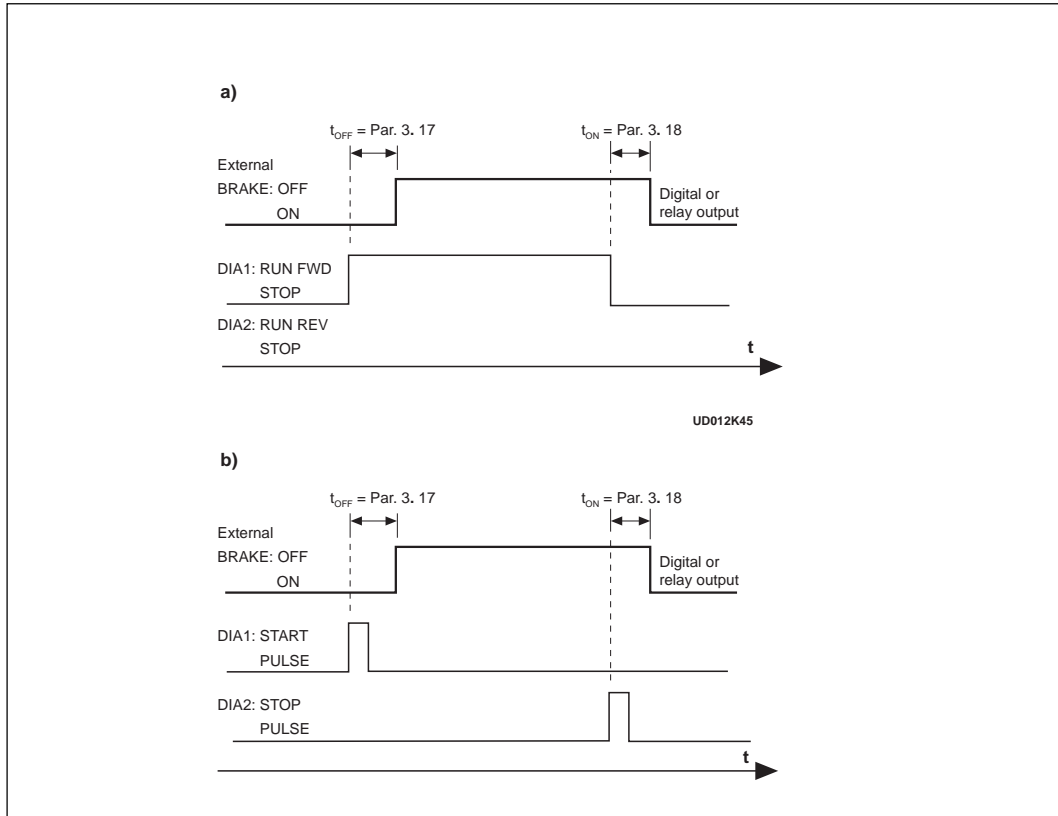 a)
t_OFF = Par. 3. 17
t_ON = Par. 3. 18
External
BRAKE: OFF
ON
Digital or
relay output
DIA1: RUN FWD
STOP
DIA2: RUN REV
STOP
t
UD012K45
b)
t_OFF = Par. 3. 17
t_ON = Par. 3. 18
External
BRAKE: OFF
ON
Digital or
relay output
DIA1: START
PULSE
DIA2: STOP
PULSE
t